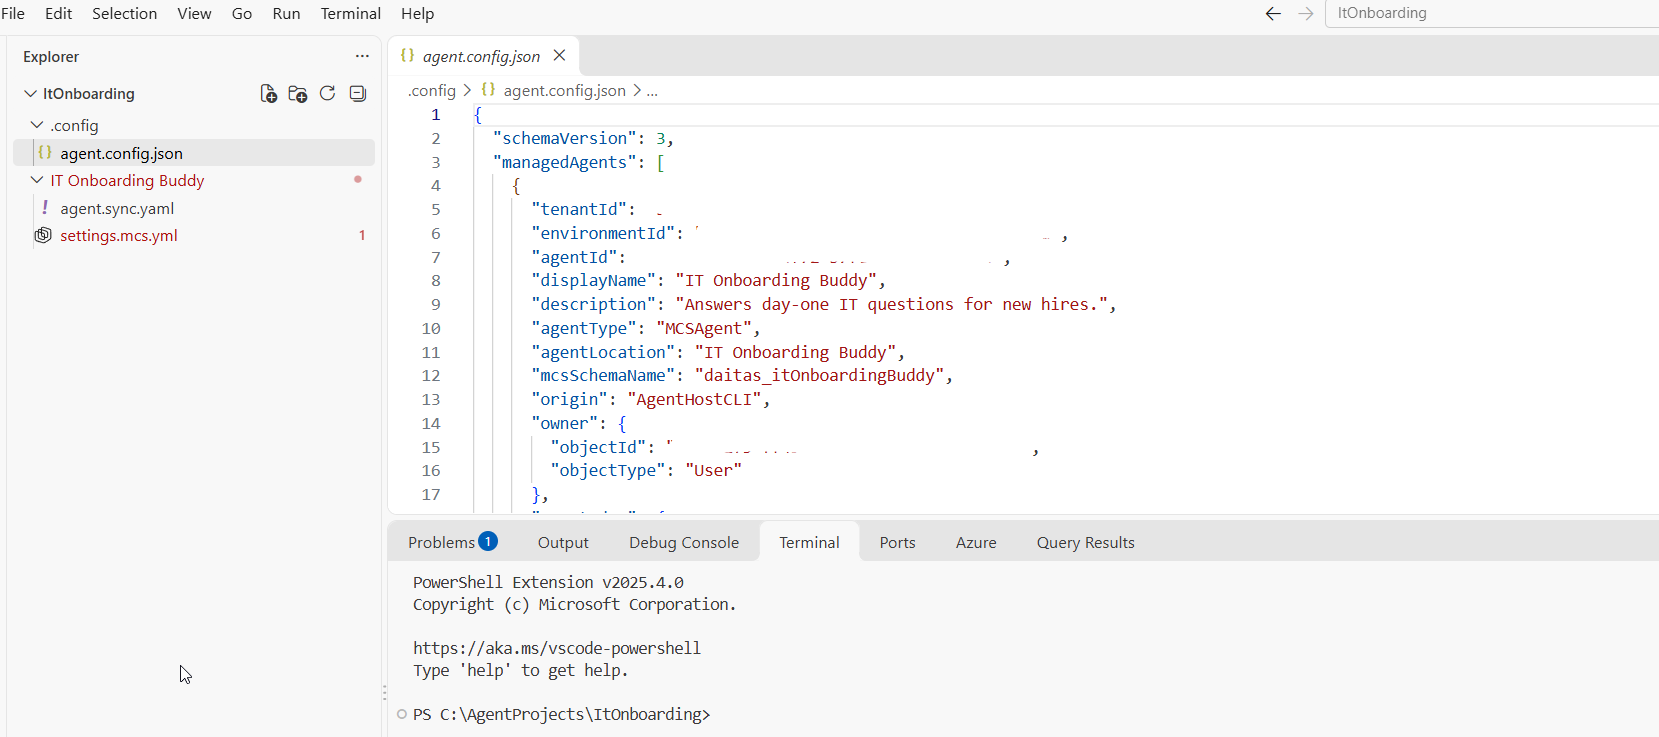 File Edit Selection View Go Run Terminal Help
ItOnboarding
Explorer
ItOnboarding
.config
agent.config.json
IT Onboarding Buddy
agent.sync.yaml
settings.mcs.yml 1
agent.config.json
.config > {} agent.config.json > ...
1 {
2 "schemaVersion": 3,
3 "managedAgents": [
4 {
5 "tenantId":
6 "environmentId": ,
7 "agentId": ,
8 "displayName": "IT Onboarding Buddy",
9 "description": "Answers day-one IT questions for new hires.",
10 "agentType": "MCSAgent",
11 "agentLocation": "IT Onboarding Buddy",
12 "mcsSchemaName": "daitas_itOnboardingBuddy",
13 "origin": "AgentHostCLI",
14 "owner": {
15 "objectId": " ,
16 "objectType": "User"
17 },
Problems 1 Output Debug Console Terminal Ports Azure Query Results
PowerShell Extension v2025.4.0
Copyright (c) Microsoft Corporation.
https://aka.ms/vscode-powershell
Type 'help' to get help.
PS C:\AgentProjects\ItOnboarding>